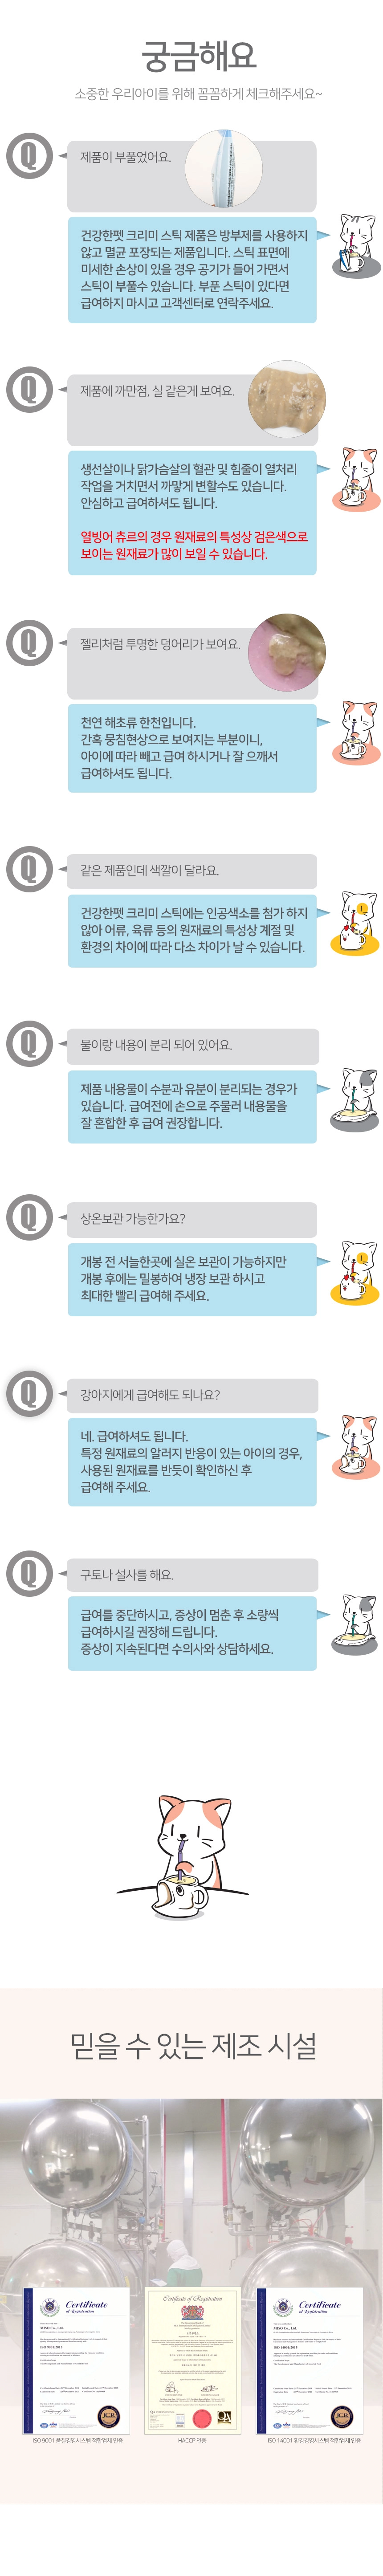 궁금해요
소중한 우리아이를 위해 꼼꼼하게 체크해주세요~
Q
제품이 부풀었어요.
건강한펫 크리미 스틱 제품은 방부제를 사용하지
않고 멸균 포장되는 제품입니다. 스틱 표면에
미세한 손상이 있을 경우 공기가 들어 가면서
스틱이 부풀수 있습니다. 부푼 스틱이 있다면
급여하지 마시고 고객센터로 연락주세요.
Q
제품에 까만점, 실 같은게 보여요.
생선살이나 닭가슴살의 혈관 및 힘줄이 열처리
작업을 거치면서 까맣게 변할수도 있습니다.
안심하고 급여하셔도 됩니다.
열빙어 츄르의 경우 원재료의 특성상 검은색으로
보이는 원재료가 많이 보일 수 있습니다.
Q
젤리처럼 투명한 덩어리가 보여요.
천연 해초류 한천입니다.
간혹 뭉침현상으로 보여지는 부분이니,
아이에 따라 빼고 급여 하시거나 잘 으깨서
급여하셔도 됩니다.
Q
같은 제품인데 색깔이 달라요.
건강한펫 크리미 스틱에는 인공색소를 첨가 하지
않아 어류, 육류 등의 원재료의 특성상 계절 및
환경의 차이에 따라 다소 차이가 날 수 있습니다.
Q
물이랑 내용이 분리 되어 있어요.
제품 내용물이 수분과 유분이 분리되는 경우가
있습니다. 급여전에 손으로 주물러 내용물을
잘 혼합한 후 급여 권장합니다.
Q
상온보관 가능한가요?
개봉 전 서늘한곳에 실온 보관이 가능하지만
개봉 후에는 밀봉하여 냉장 보관 하시고
최대한 빨리 급여해 주세요.
Q
강아지에게 급여해도 되나요?
네. 급여하셔도 됩니다.
특정 원재료의 알러지 반응이 있는 아이의 경우,
사용된 원재료를 반듯이 확인하신 후
급여해 주세요.
Q
구토나 설사를 해요.
급여를 중단하시고, 증상이 멈춘 후 소량씩
급여하시길 권장해 드립니다.
증상이 지속된다면 수의사와 상담하세요.
믿을 수 있는 제조 시설
Certificate
of Registration
Certificate of Registration
Certificate
of Registration
ISO 9001 품질경영시스템 적합업체 인증
HACCP 인증
ISO 14001 환경경영시스템 적합업체 인증